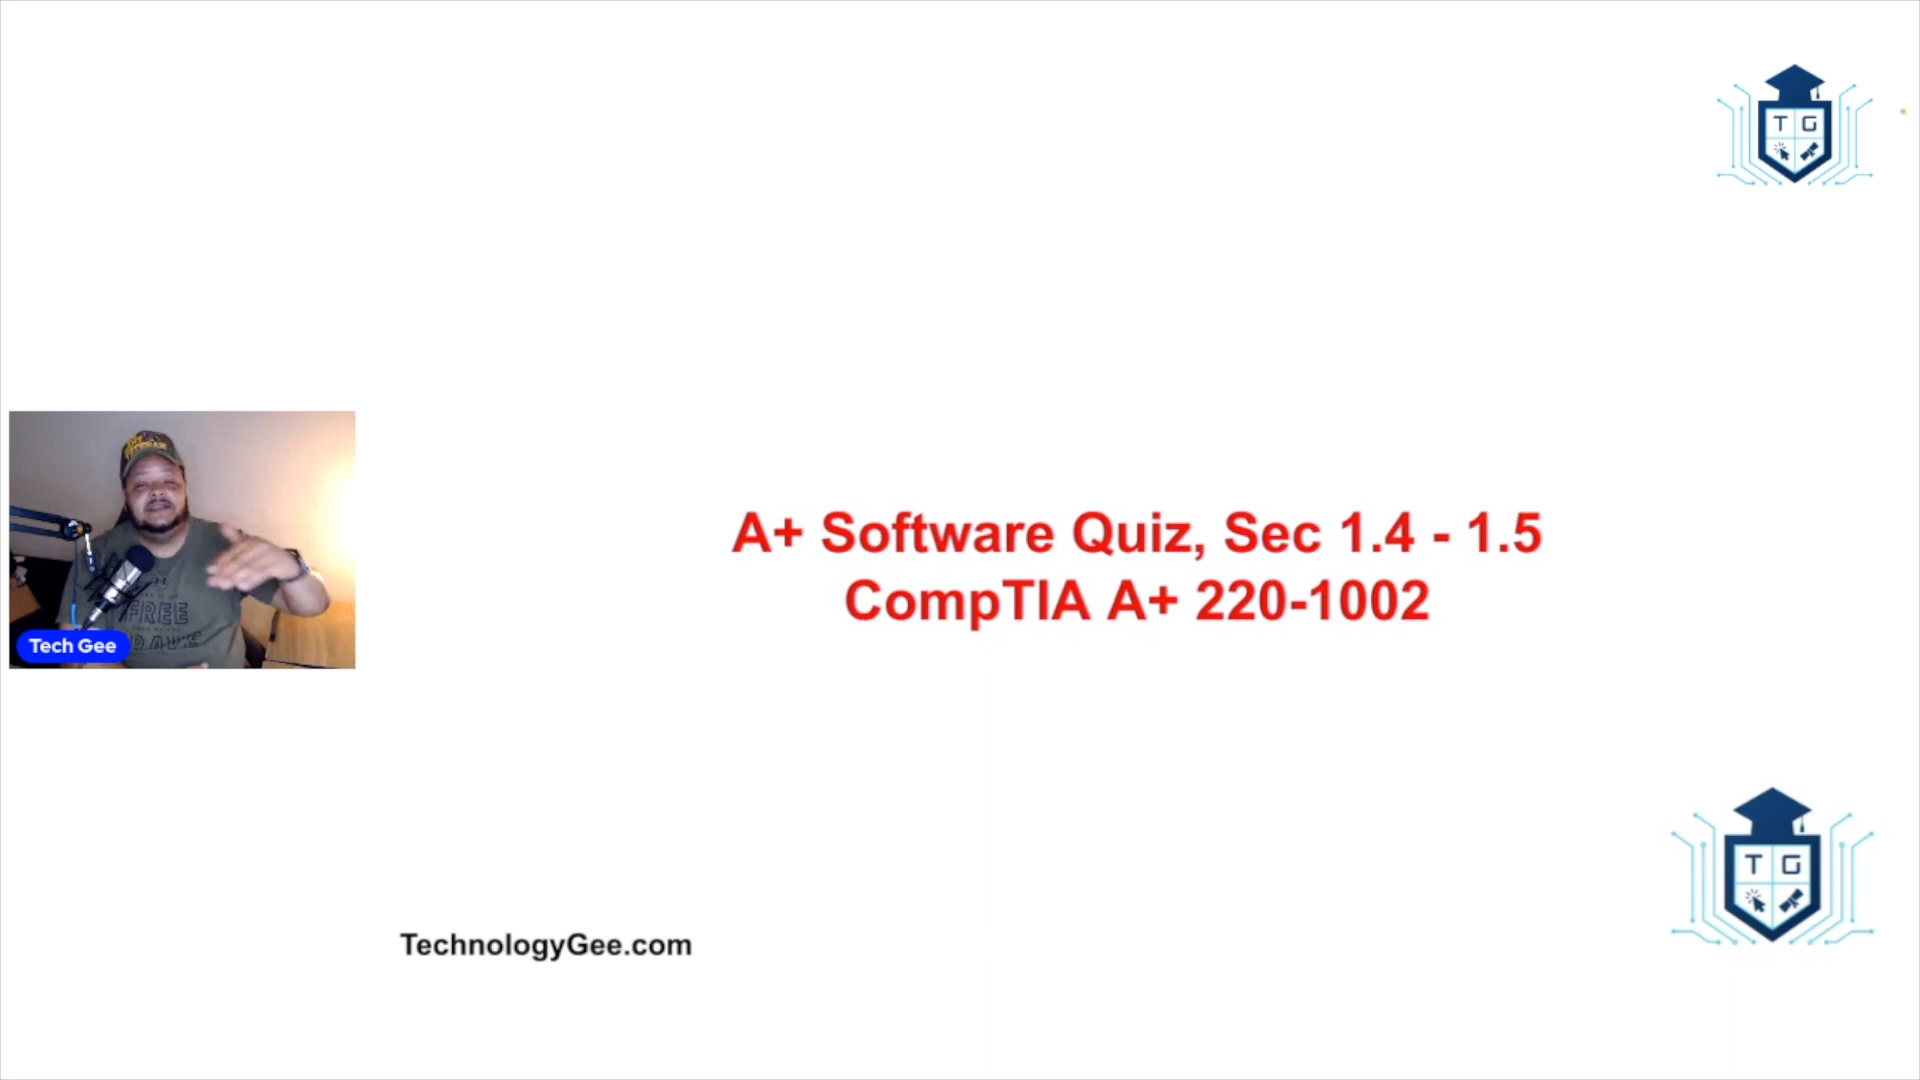 T G
A+ Software Quiz, Sec 1.4 - 1.5
CompTIA A+ 220-1002
FREE
Tech Gee
T G
TechnologyGee.com